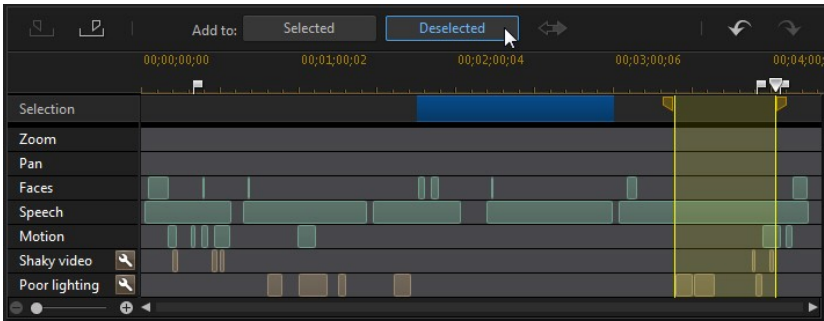 Add to: Selected Deselected
00;00;00;00 00;01;00;02 00;02;00;04 00;03;00;06 00;04;00;
Selection
Zoom
Pan
Faces
Speech
Motion
Shaky video
Poor lighting